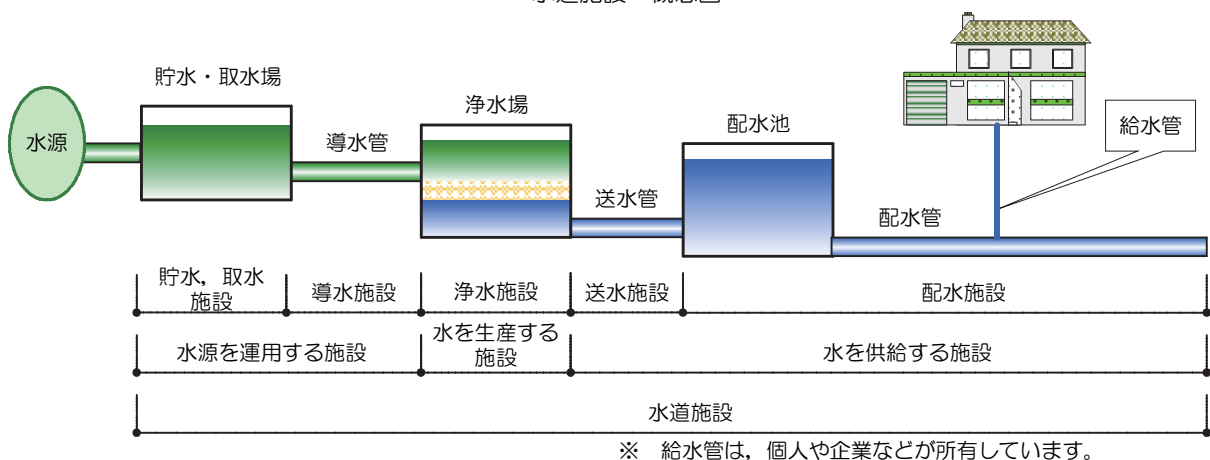 貯水・取水場
浄水場
配水池
給水管
水源
導水管
送水管
配水管
貯水，取水
施設
導水施設
浄水施設
送水施設
配水施設
水源を運用する施設
水を生産する
施設
水を供給する施設
水道施設
※　給水管は，個人や企業などが所有しています。